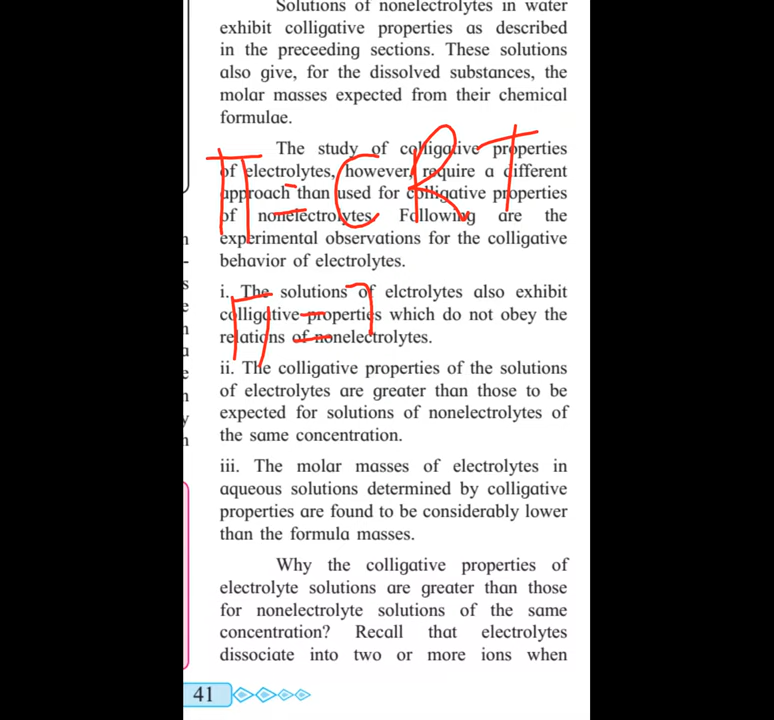 Solutions of nonelectrolytes in water
exhibit colligative properties as described
in the preceeding sections. These solutions
also give, for the dissolved substances, the
molar masses expected from their chemical
formulae.
The study of colligative properties
of electrolytes, however, require a different
approach than used for colligative properties
of nonelectrolytes. Following are the
experimental observations for the colligative
behavior of electrolytes.
π = CRT
i. The solutions of elctrolytes also exhibit
colligative properties which do not obey the
relations of nonelectrolytes.
ii. The colligative properties of the solutions
of electrolytes are greater than those to be
expected for solutions of nonelectrolytes of
the same concentration.
iii. The molar masses of electrolytes in
aqueous solutions determined by colligative
properties are found to be considerably lower
than the formula masses.
Why the colligative properties of
electrolyte solutions are greater than those
for nonelectrolyte solutions of the same
concentration? Recall that electrolytes
dissociate into two or more ions when
41